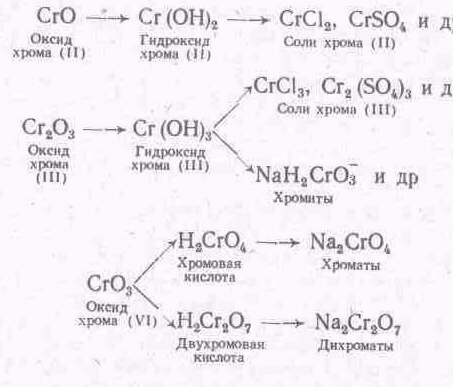 CrO → Cr(OH)₂ → CrCl₂, CrSO₄ и др
Оксид хрома (II) Гидроксид хрома (II) Соли хрома (II)
CrCl₃, Cr₂(SO₄)₃ и д
Соли хрома (III)
Cr₂O₃ → Cr(OH)₃
Оксид хрома (III) Гидроксид хрома (III)
NaH₂CrO₃⁻ и др
Хромиты
H₂CrO₄ → Na₂CrO₄
Хромовая кислота Хроматы
CrO₃
Оксид хрома (VI)
H₂Cr₂O₇ → Na₂Cr₂O₇
Двухромовая кислота Дихроматы